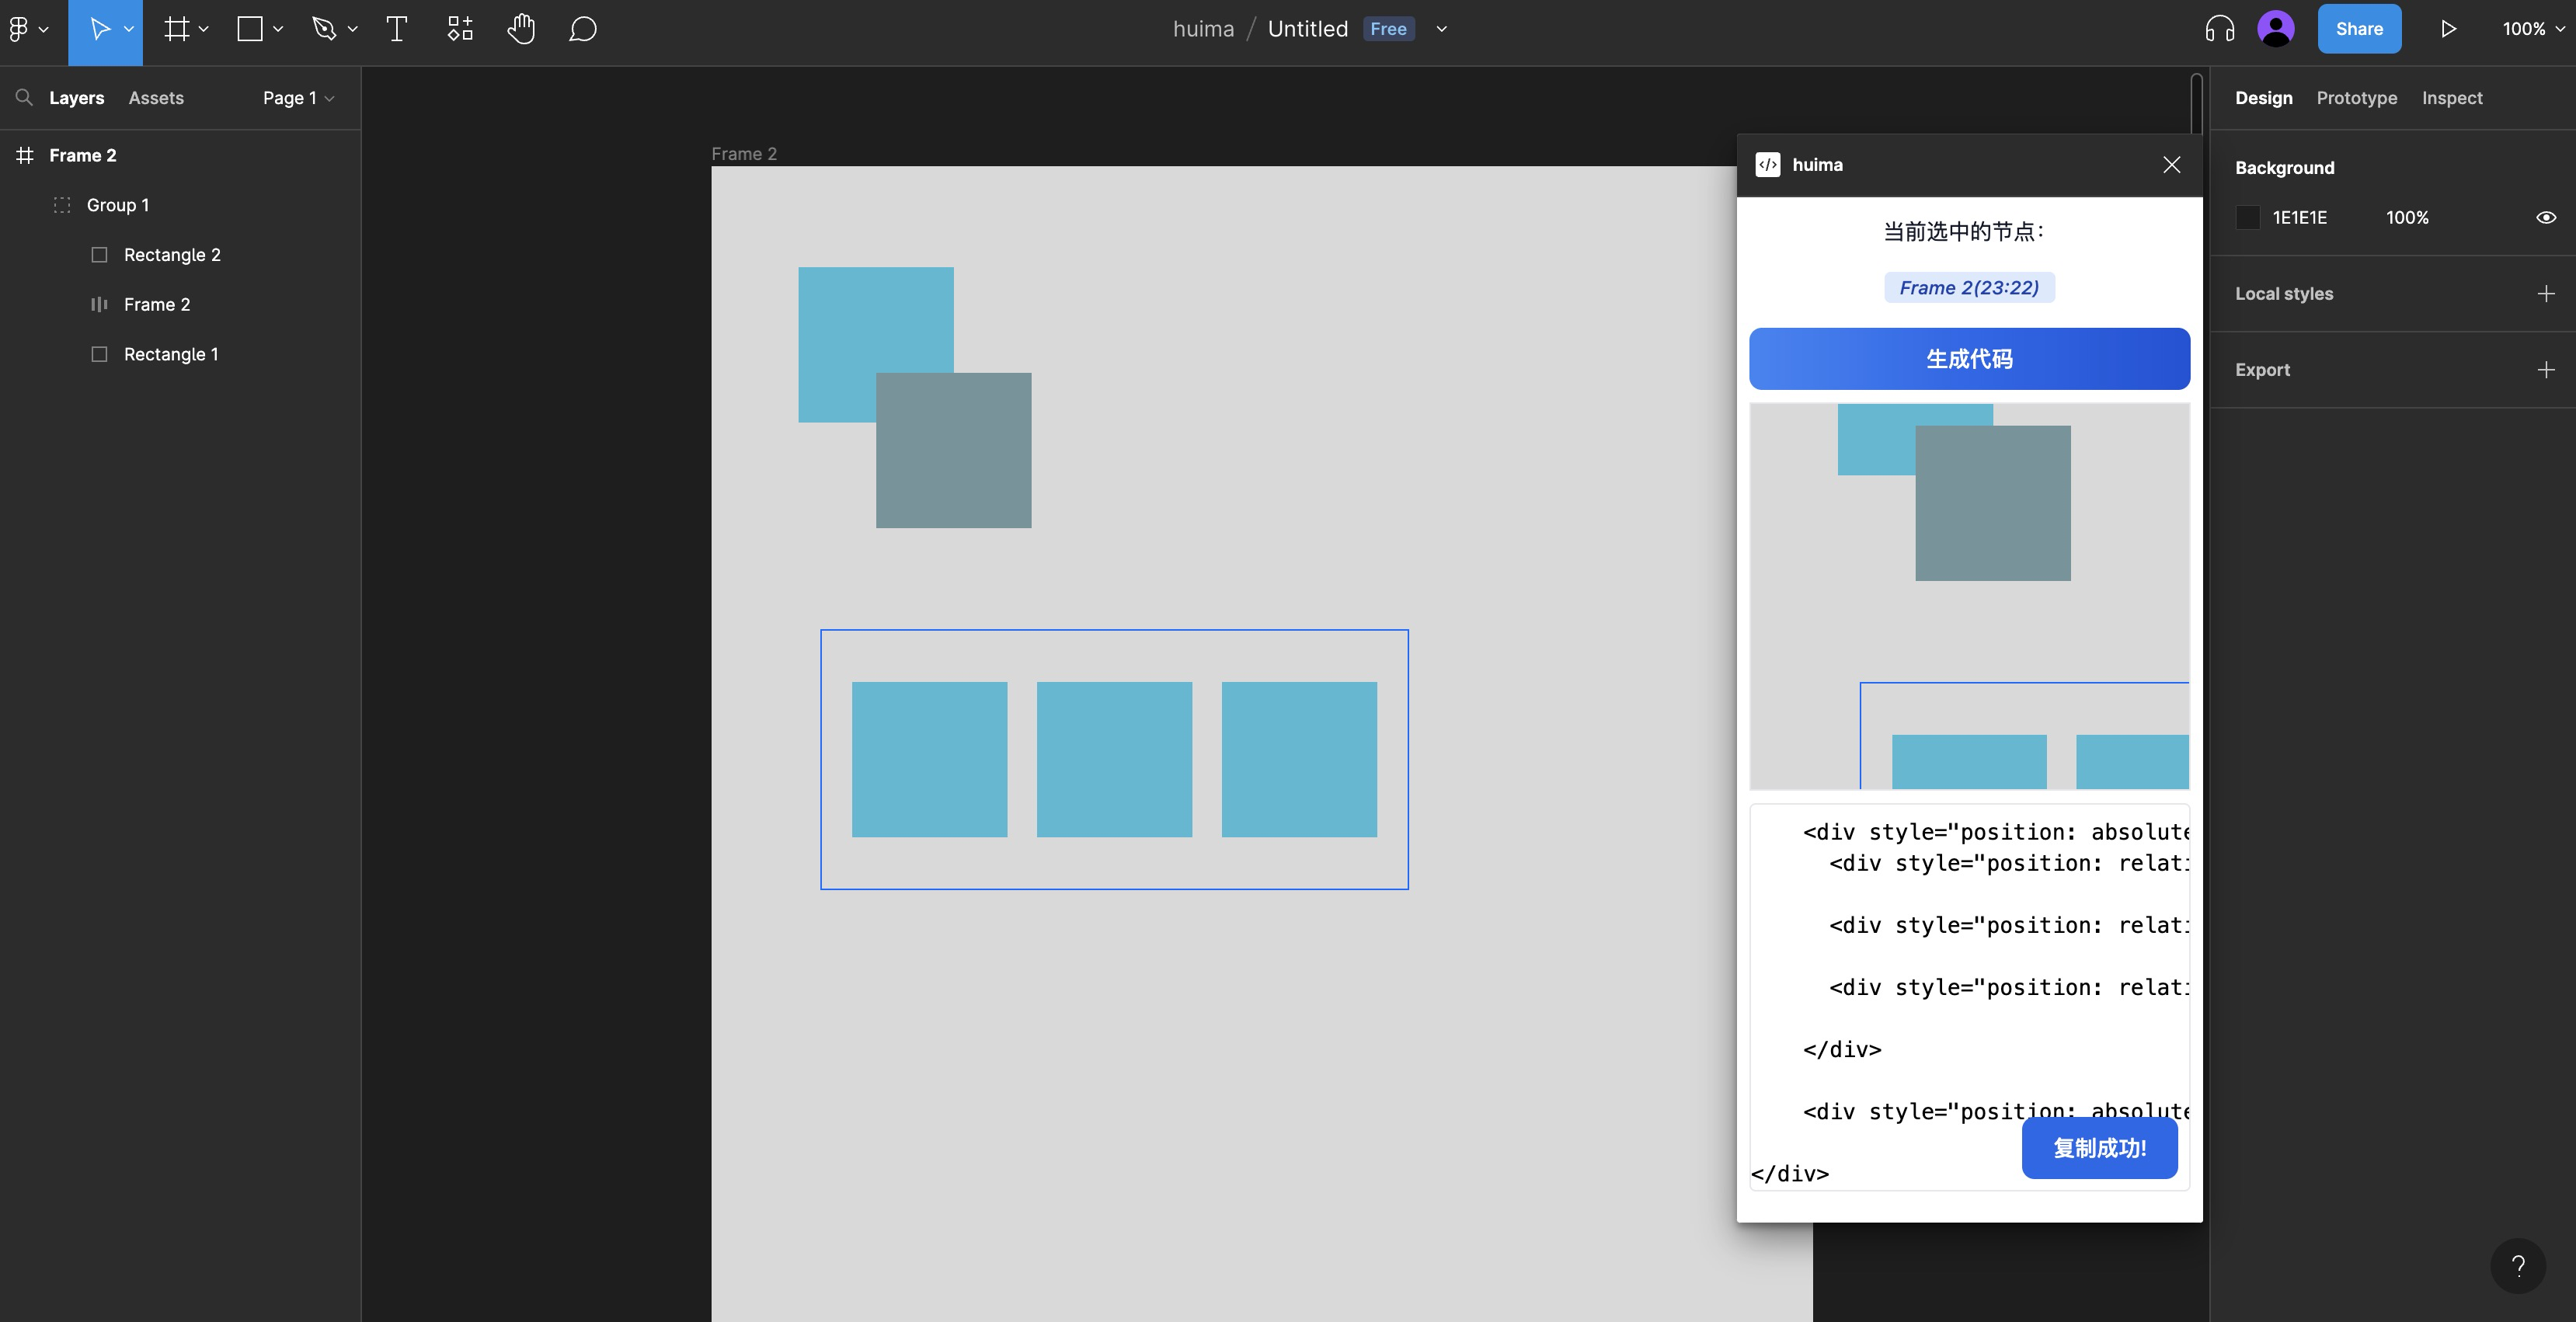 huima / Untitled Free
Share
100%
Layers Assets Page 1
Frame 2
Group 1
Rectangle 2
Frame 2
Rectangle 1
Frame 2
</> huima
当前选中的节点：
Frame 2(23:22)
生成代码
<div style="position: absolute
<div style="position: relati
<div style="position: relati
<div style="position: relati
</div>
<div style="position: absolute
复制成功!
</div>
Design Prototype Inspect
Background
1E1E1E 100%
Local styles
Export
?